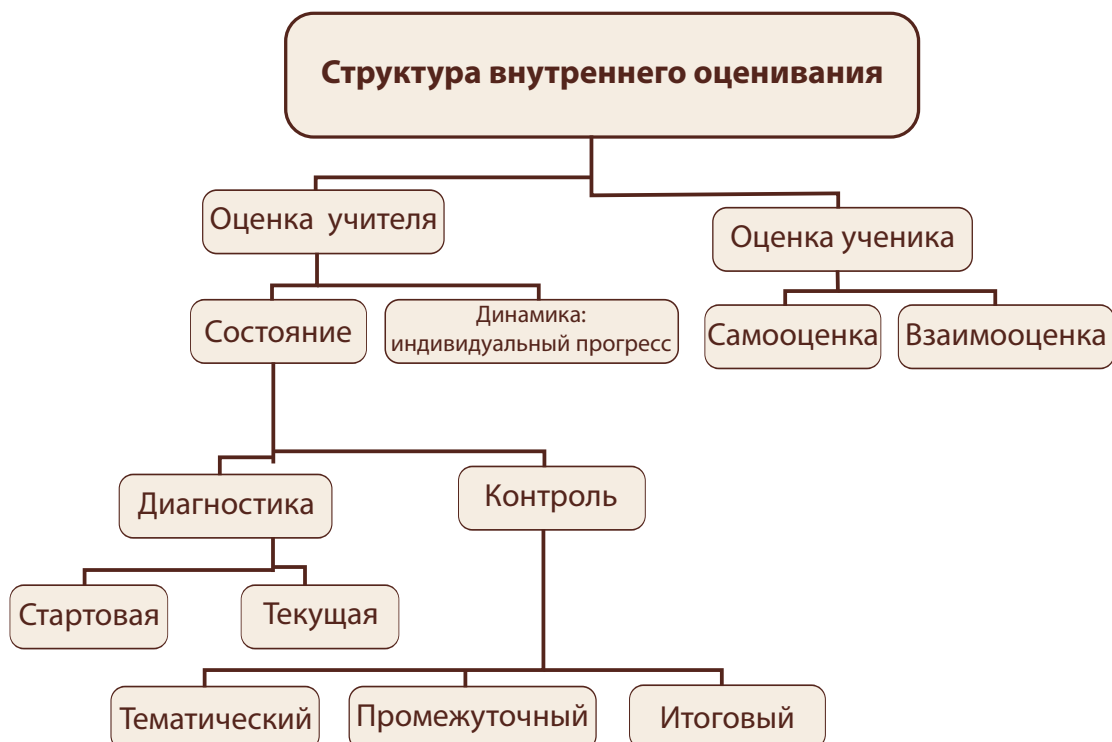 Структура внутреннего оценивания
Оценка учителя
Оценка ученика
Состояние
Динамика:
индивидуальный прогресс
Самооценка
Взаимооценка
Диагностика
Контроль
Стартовая
Текущая
Тематический
Промежуточный
Итоговый